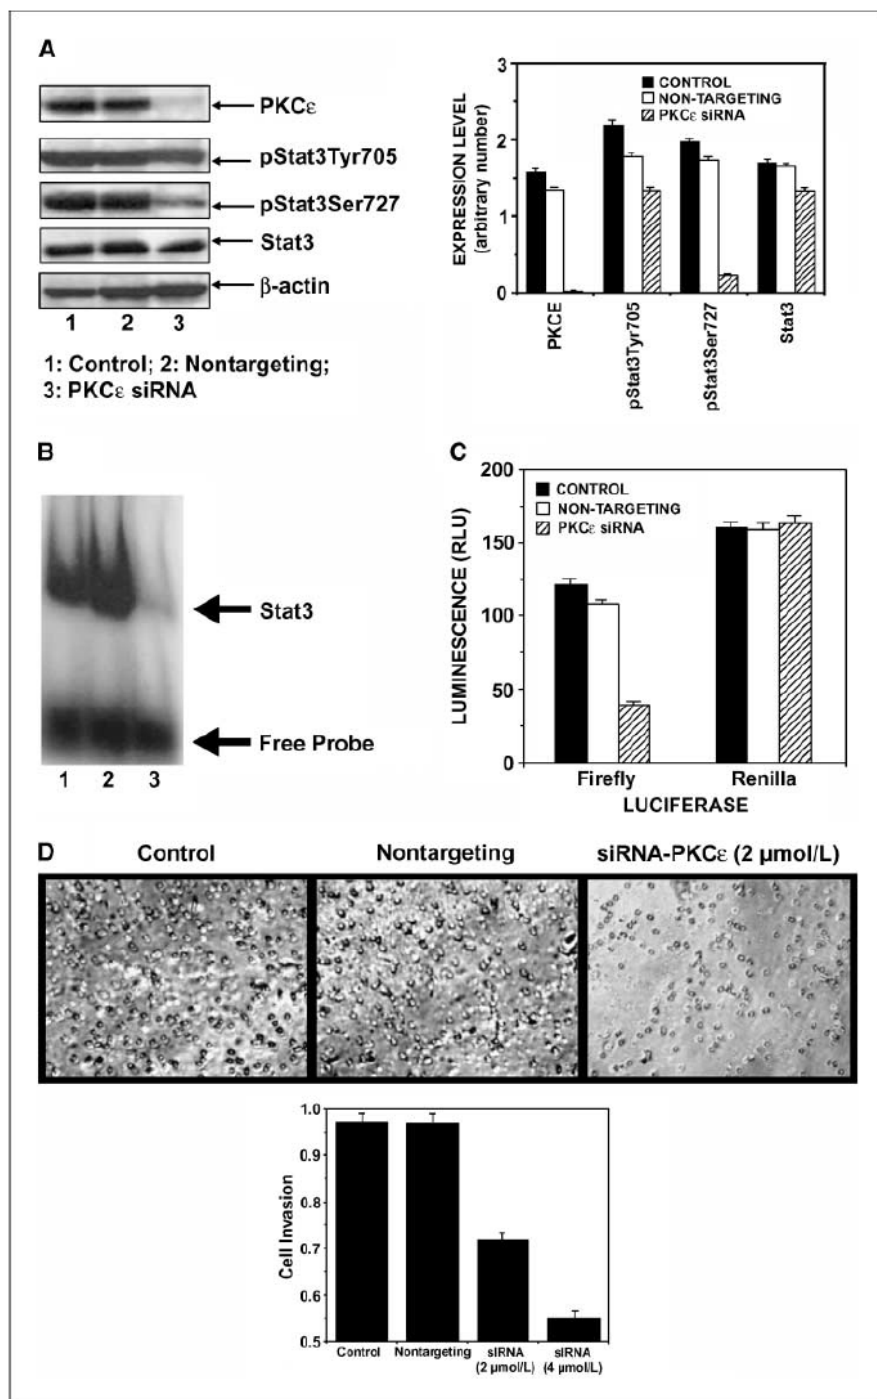 A
PKCε
pStat3Tyr705
pStat3Ser727
Stat3
β-actin
1 2 3
1: Control; 2: Nontargeting;
3: PKCε siRNA
3
2
1
0
EXPRESSION LEVEL
(arbitrary number)
CONTROL
NON-TARGETING
PKCε siRNA
PKCE
pStat3Tyr705
pStat3Ser727
Stat3
B
Stat3
Free Probe
1 2 3
C
200
150
100
50
0
LUMINESCENCE (RLU)
CONTROL
NON-TARGETING
PKCε siRNA
Firefly Renilla
LUCIFERASE
D
Control Nontargeting siRNA-PKCε (2 µmol/L)
1.0
0.9
0.8
0.7
0.6
0.5
Cell Invasion
Control Nontargeting siRNA siRNA
(2 µmol/L) (4 µmol/L)